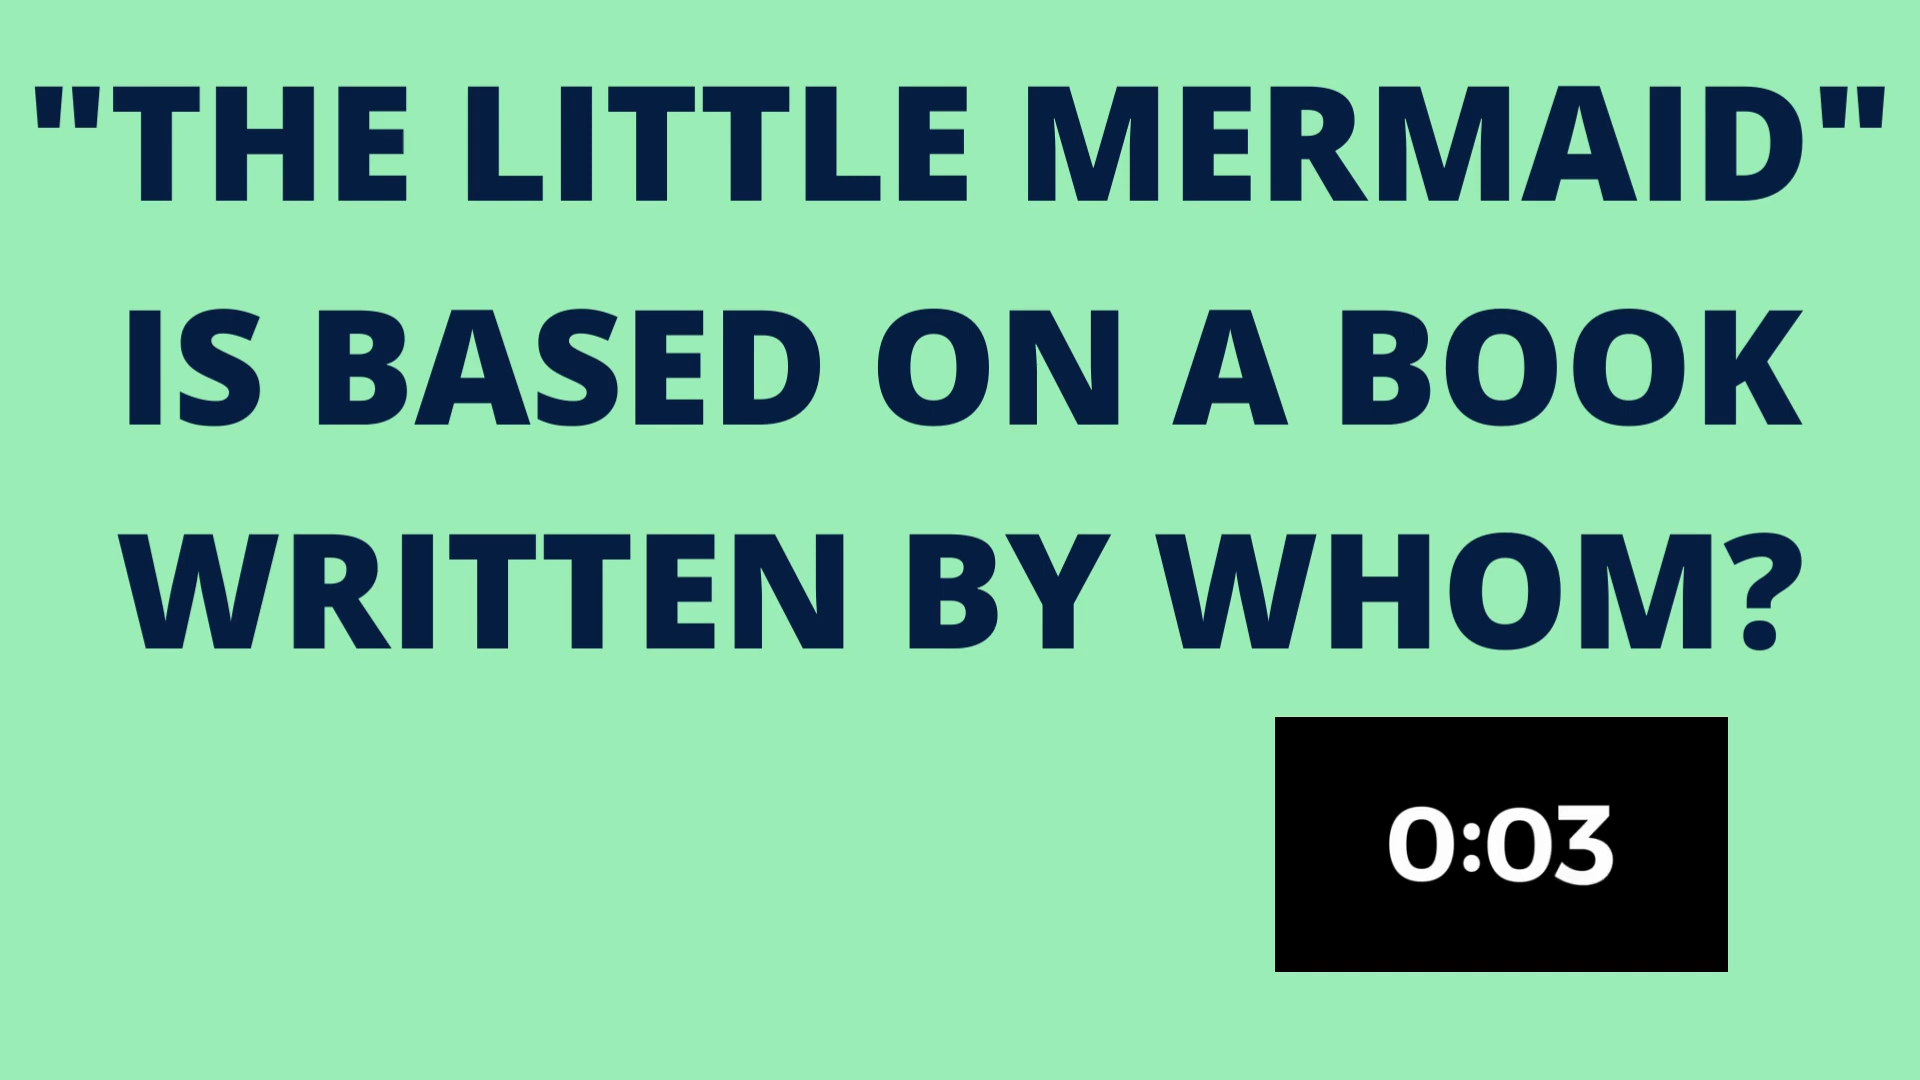 "THE LITTLE MERMAID"
IS BASED ON A BOOK
WRITTEN BY WHOM?
0:03